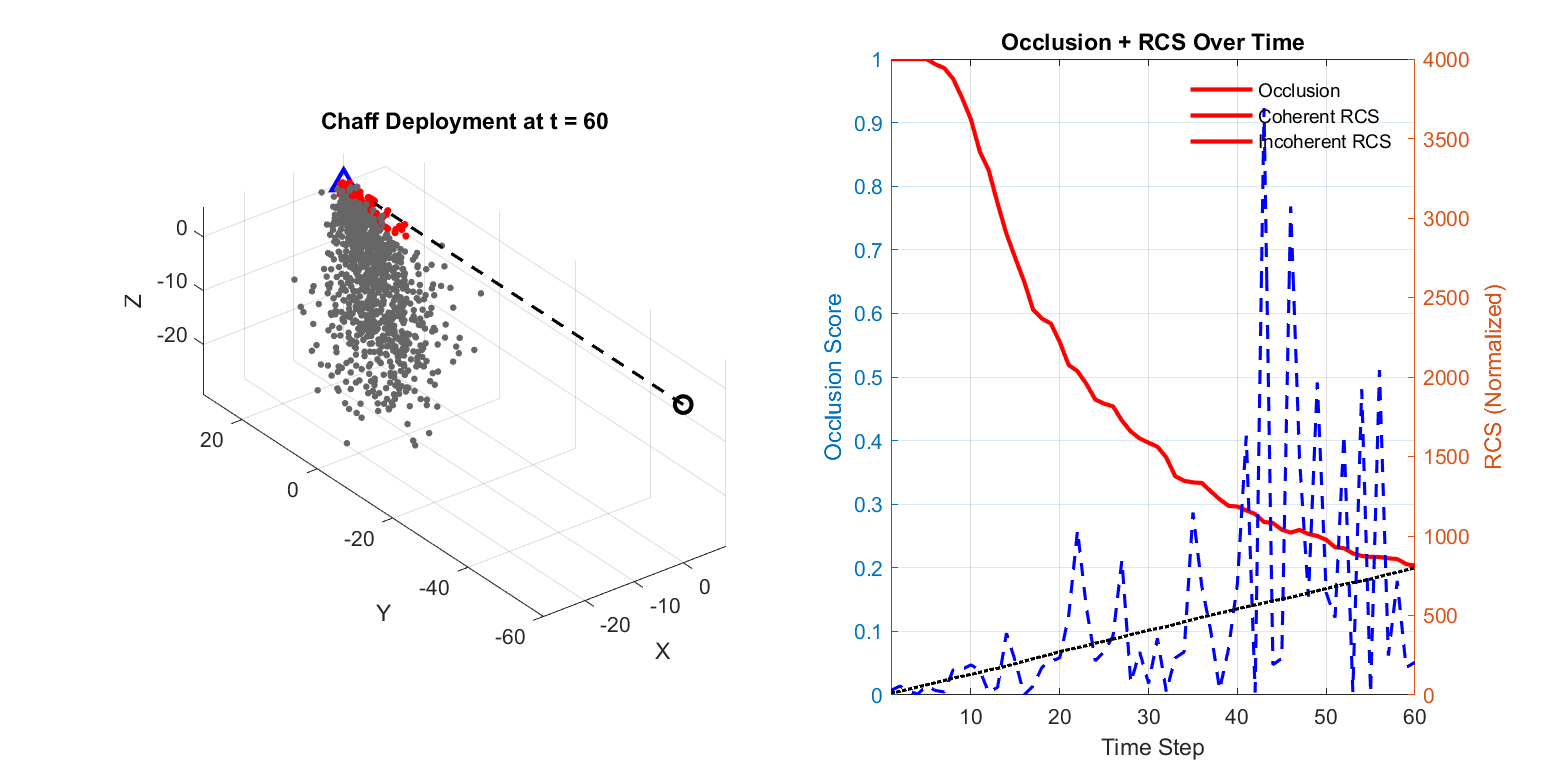 Chaff Deployment at t = 60
0
-10
-20
Z
20
0
-20
-40
-60
Y
-20
-10
0
X
Occlusion + RCS Over Time
Occlusion
Coherent RCS
Incoherent RCS
1
0.9
0.8
0.7
0.6
0.5
0.4
0.3
0.2
0.1
0
Occlusion Score
4000
3500
3000
2500
2000
1500
1000
500
0
RCS (Normalized)
10 20 30 40 50 60
Time Step